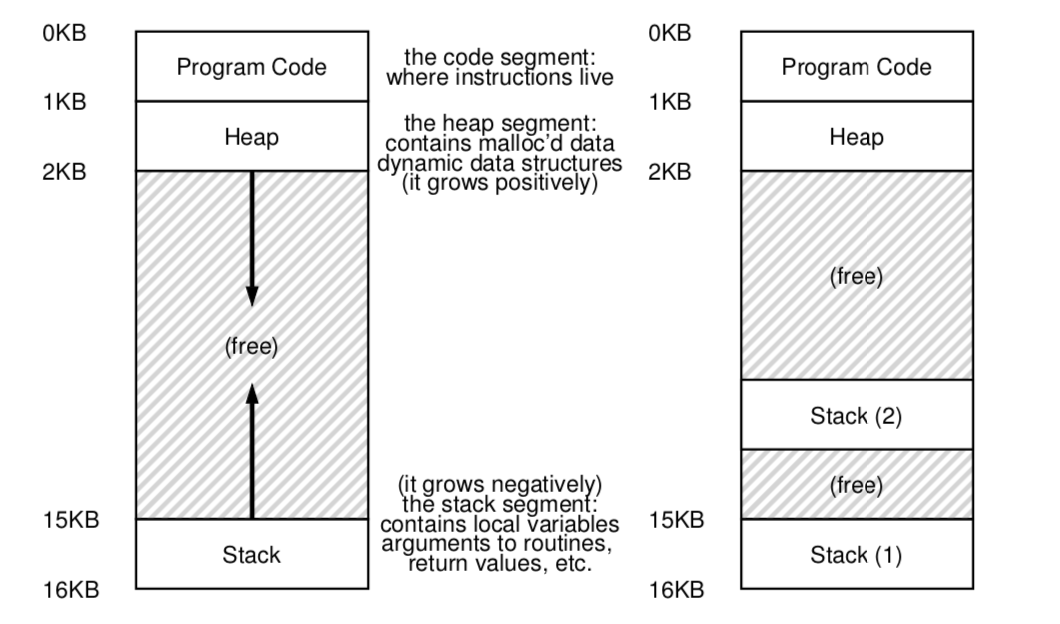 0KB
Program Code
the code segment:
where instructions live
1KB
Heap
the heap segment:
contains malloc'd data
dynamic data structures
(it grows positively)
2KB
(free)
(it grows negatively)
the stack segment:
contains local variables
arguments to routines,
return values, etc.
15KB
Stack
16KB
0KB
Program Code
1KB
Heap
2KB
(free)
Stack (2)
(free)
15KB
Stack (1)
16KB